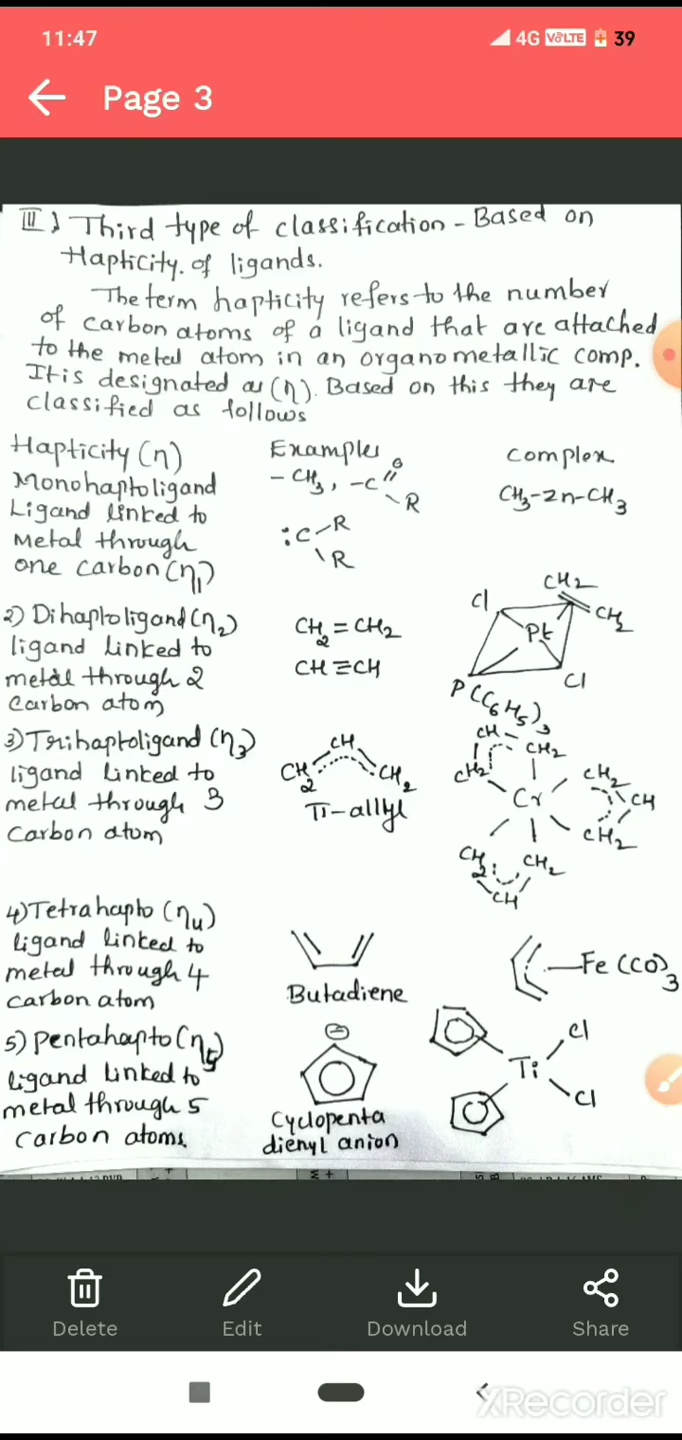 11:47
4G VoLTE 39
Page 3
III) Third type of classification - Based on
Hapticity. of ligands.
The term hapticity refers to the number
of carbon atoms of a ligand that are attached
to the metal atom in an organometallic comp.
It is designated as (η). Based on this they are
classified as follows
Hapticity (η) Examples Complex
Monohapto ligand -CH3, -C=O-R CH3-Zn-CH3
Ligand linked to :C-R
Metal through R
one carbon (η1)
2) Dihapto ligand (η2) CH2 = CH2 Cl CH2 CH2
ligand linked to CH ≡ CH Pt
metal through 2 P(C6H5)3 Cl
Carbon atom
3) Trihapto ligand (η3) CH CH CH2
ligand linked to CH2 CH2 CH2 Cr CH2 CH
metal through 3 π-allyl CH2
Carbon atom CH2 CH2
CH
4) Tetrahapto (η4)
ligand linked to
metal through 4 Fe(CO)3
carbon atom Butadiene
5) Pentahapto (η5) ⊖ Cl
ligand linked to Ti
metal through 5 Cl
Carbon atoms. Cyclopenta
dienyl anion
Delete Edit Download Share
XRecorder